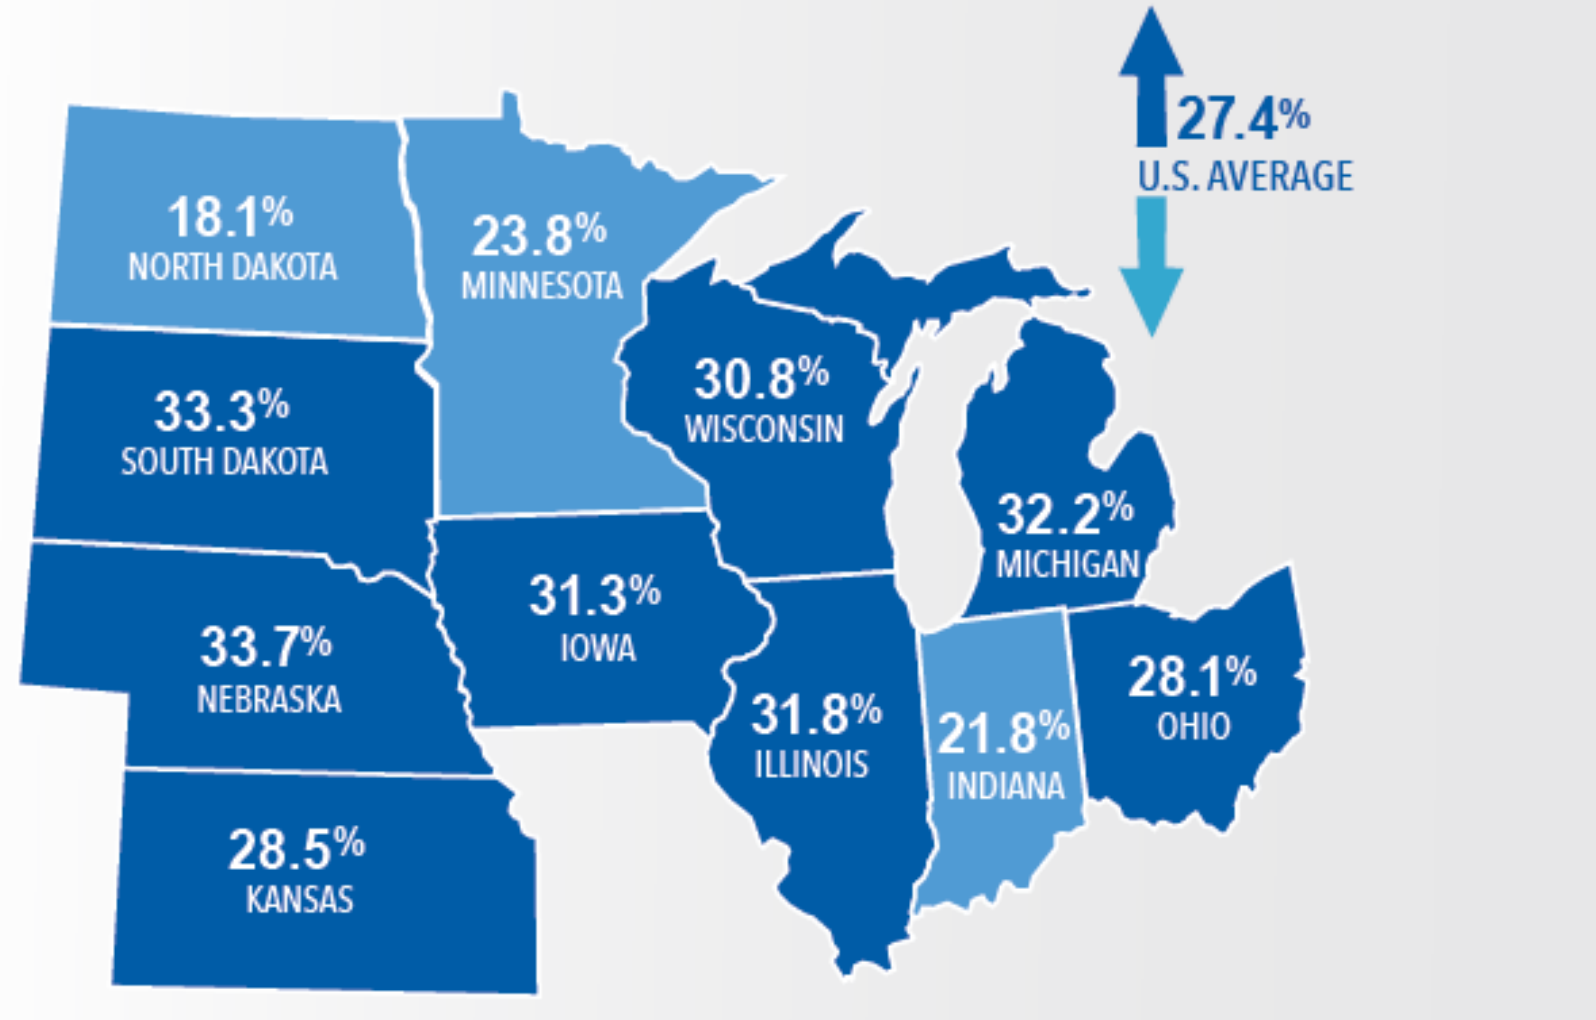 27.4%
U.S. AVERAGE
18.1%
NORTH DAKOTA
23.8%
MINNESOTA
33.3%
SOUTH DAKOTA
30.8%
WISCONSIN
32.2%
MICHIGAN
31.3%
IOWA
33.7%
NEBRASKA
31.8%
ILLINOIS
21.8%
INDIANA
28.1%
OHIO
28.5%
KANSAS